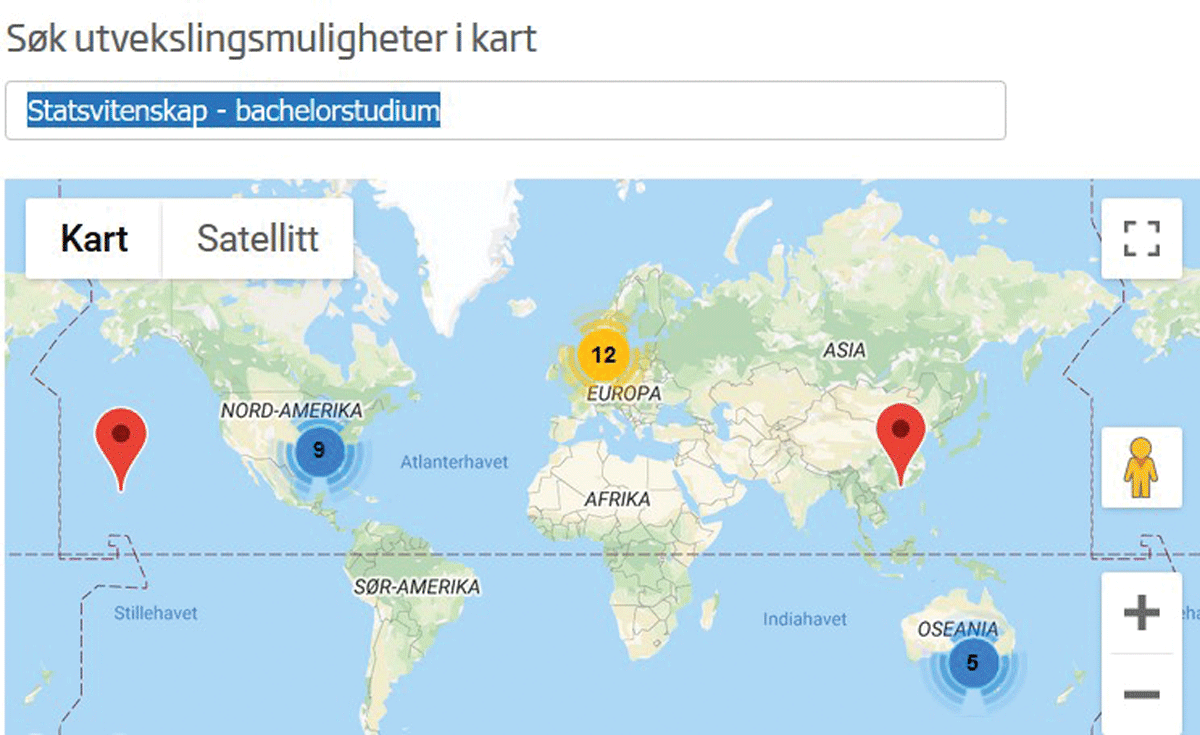 Søk utvekslingsmuligheter i kart
Statsvitenskap - bachelorstudium
Kart
Satellitt
12
ASIA
EUROPA
NORD-AMERIKA
9
Atlanterhavet
AFRIKA
SØR-AMERIKA
Stillehavet
Indiahavet
OSEANIA
5